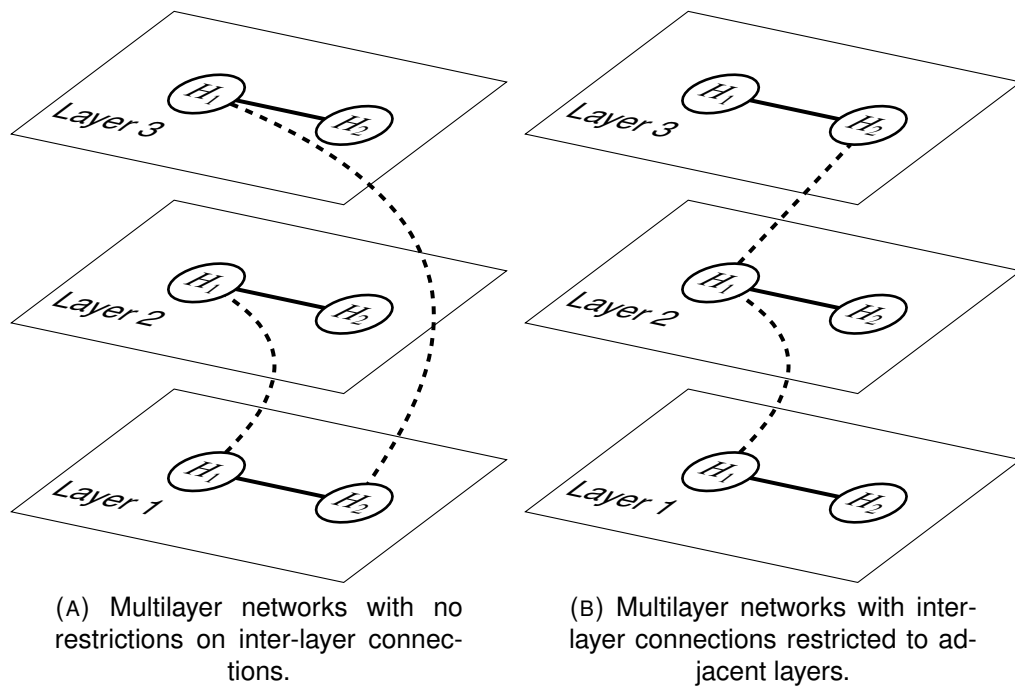 H1
H2
Layer 3
H1
H2
Layer 2
H1
H2
Layer 1
(A) Multilayer networks with no
restrictions on inter-layer connec-
tions.
H1
H2
Layer 3
H1
H2
Layer 2
H1
H2
Layer 1
(B) Multilayer networks with inter-
layer connections restricted to ad-
jacent layers.